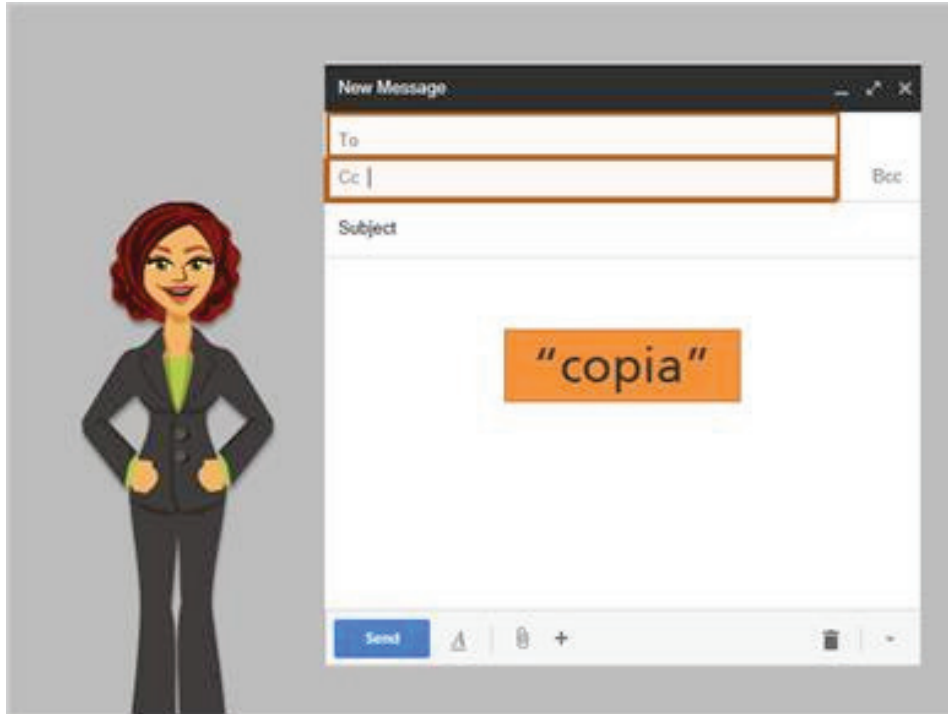 New Message
To
Cc
Bcc
Subject
“copia”
Send
A